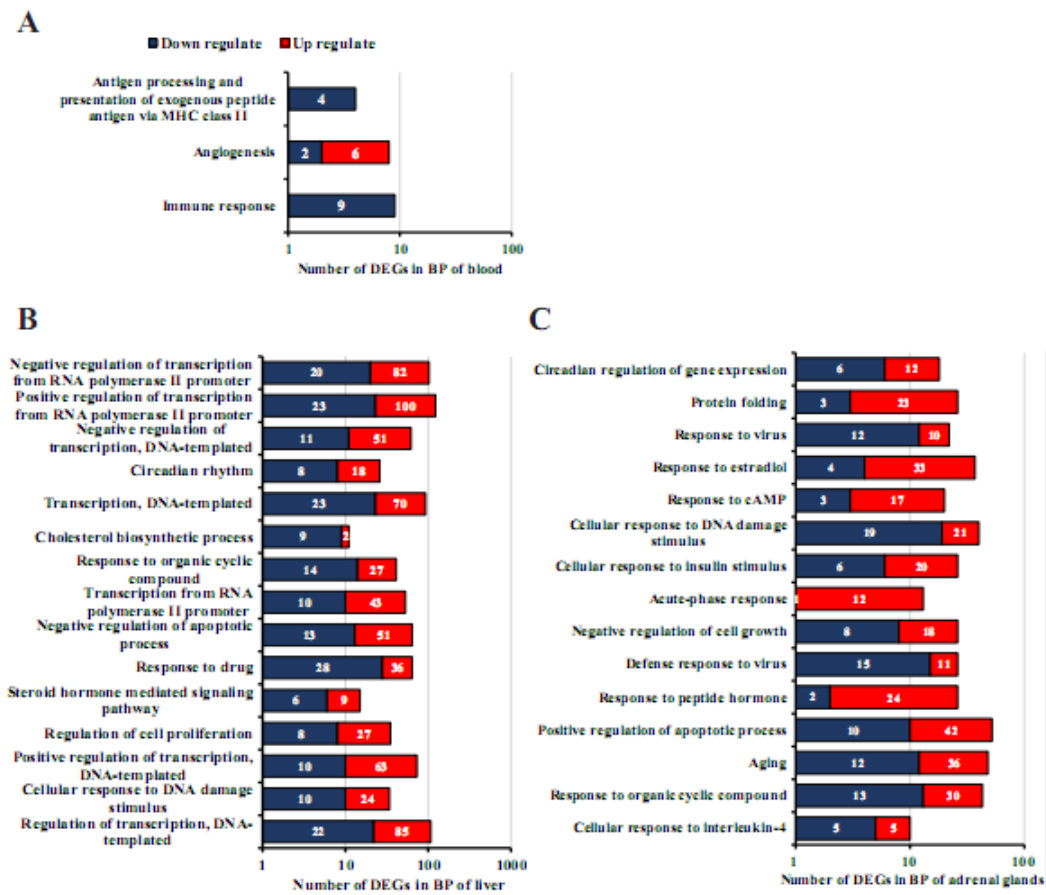 A
Down regulate Up regulate
Antigen processing and
presentation of exogenous peptide
antigen via MHC class II
4
Angiogenesis
2 6
Immune response
9
1 10 100
Number of DEGs in BP of blood
B
Negative regulation of transcription
from RNA polymerase II promoter
20 82
Positive regulation of transcription
from RNA polymerase II promoter
23 100
Negative regulation of
transcription, DNA-templated
11 51
Circadian rhythm
8 18
Transcription, DNA-templated
23 70
Cholesterol biosynthetic process
9 2
Response to organic cyclic
compound
14 27
Transcription from RNA
polymerase II promoter
10 43
Negative regulation of apoptotic
process
13 51
Response to drug
28 36
Steroid hormone mediated signaling
pathway
6 9
Regulation of cell proliferation
8 27
Positive regulation of transcription,
DNA-templated
10 63
Cellular response to DNA damage
stimulus
10 24
Regulation of transcription, DNA-
templated
22 85
1 10 100 1000
Number of DEGs in BP of liver
C
Circadian regulation of gene expression
6 12
Protein folding
3 23
Response to virus
12 10
Response to estradiol
4 33
Response to cAMP
3 17
Cellular response to DNA damage
stimulus
19 21
Cellular response to insulin stimulus
6 20
Acute-phase response
1 12
Negative regulation of cell growth
8 18
Defense response to virus
15 11
Response to peptide hormone
2 24
Positive regulation of apoptotic process
10 42
Aging
12 36
Response to organic cyclic compound
13 30
Cellular response to interleukin-4
5 5
1 10 100
Number of DEGs in BP of adrenal glands